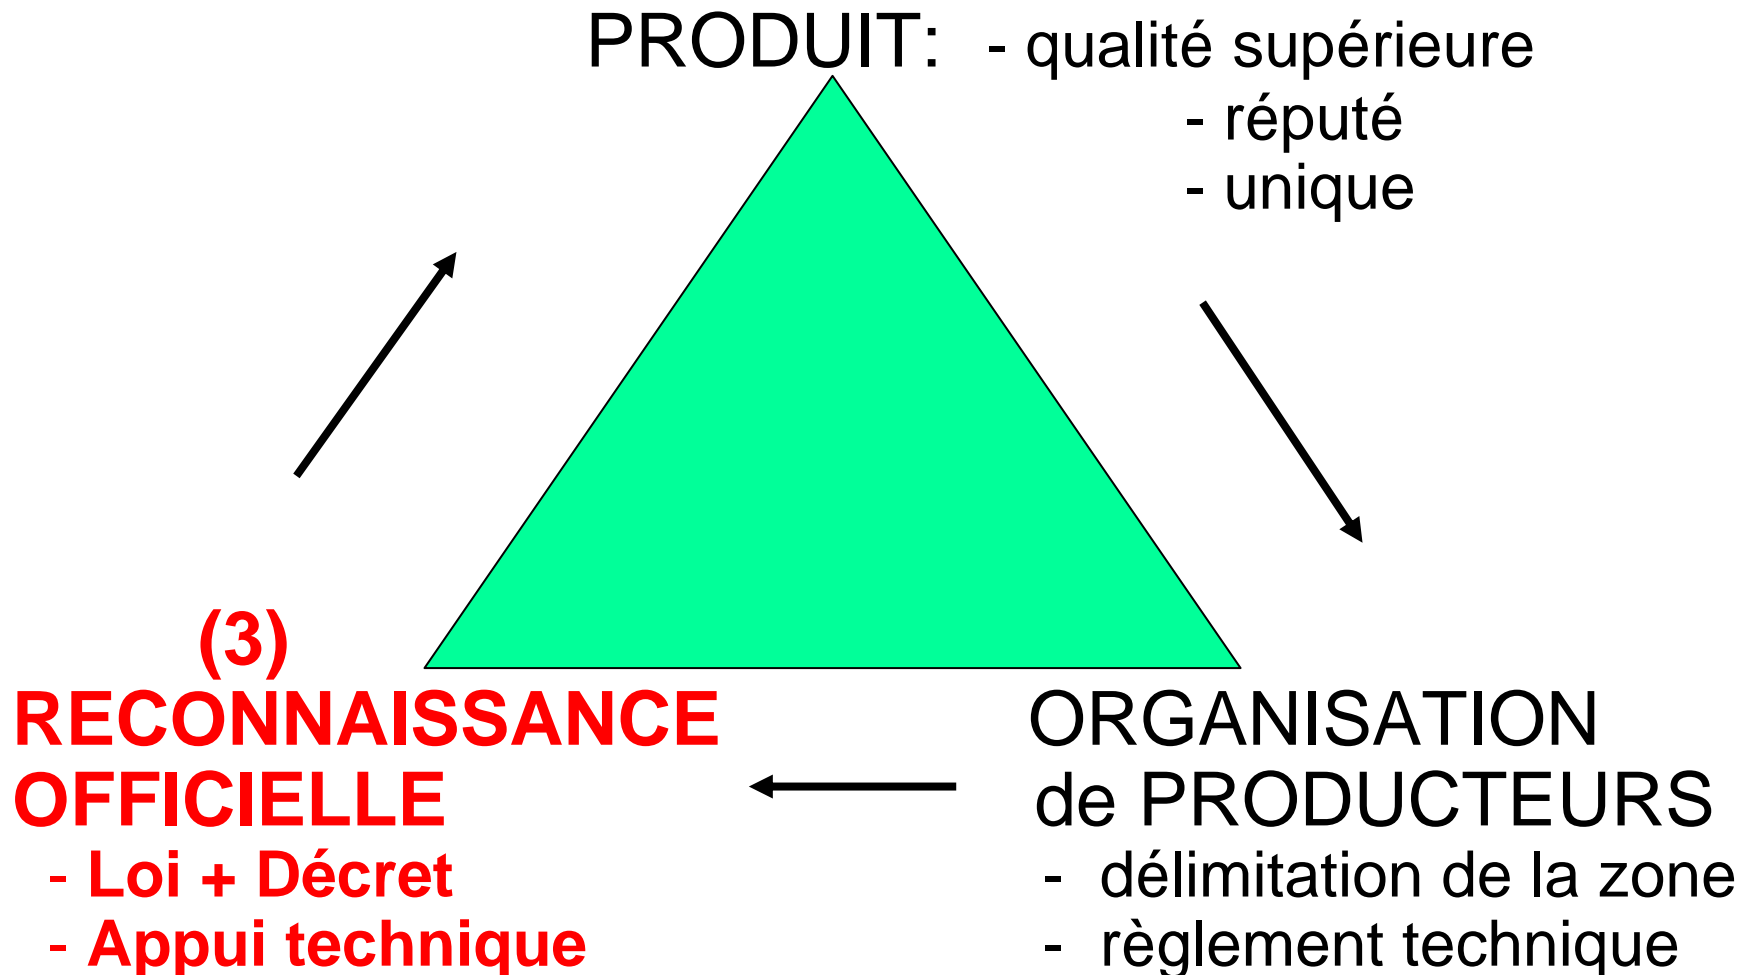 PRODUIT: - qualité supérieure
- réputé
- unique
(3)
RECONNAISSANCE
OFFICIELLE
- Loi + Décret
- Appui technique
ORGANISATION
de PRODUCTEURS
- délimitation de la zone
- règlement technique